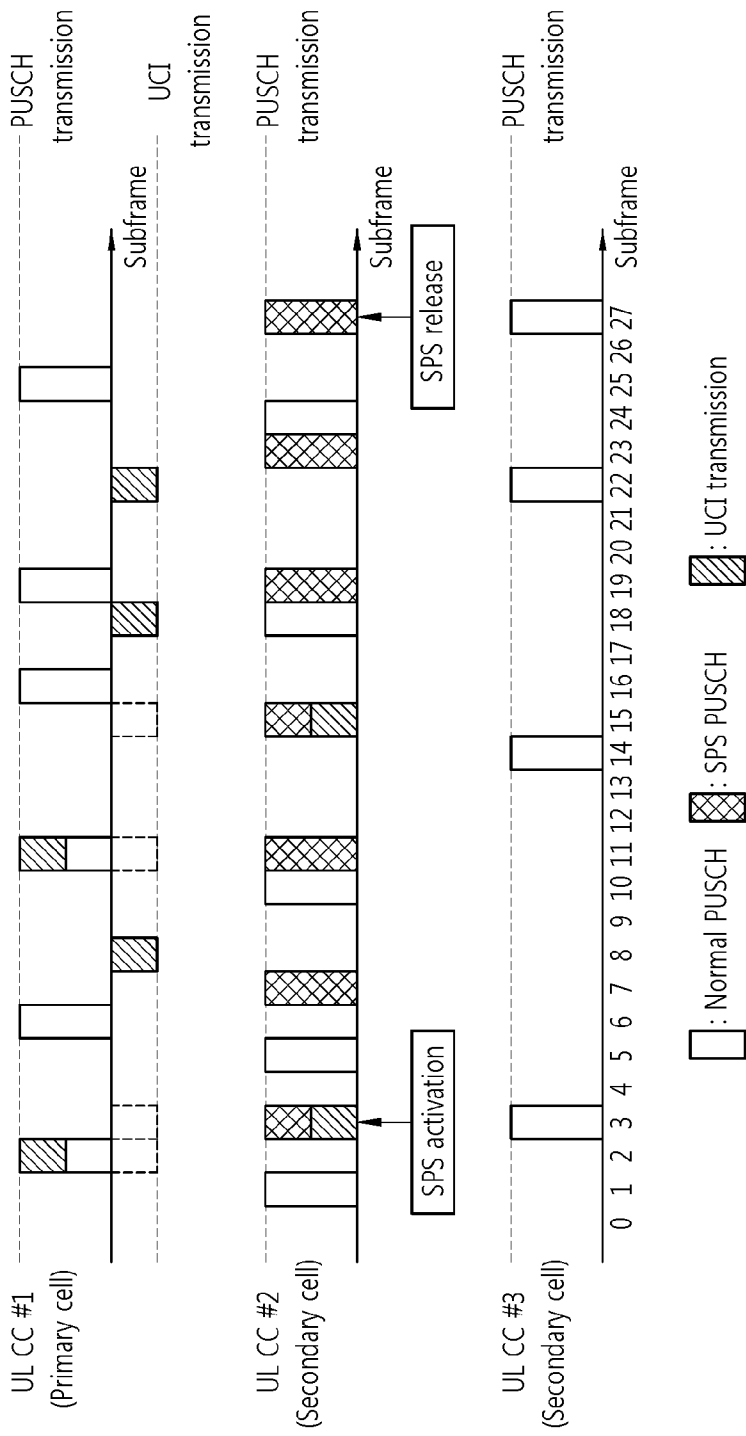 UL CC #1
(Primary cell)
PUSCH
transmission
Subframe
UCI
transmission
UL CC #2
(Secondary cell)
PUSCH
transmission
Subframe
SPS activation
SPS release
UL CC #3
(Secondary cell)
PUSCH
transmission
Subframe
0 1 2 3 4 5 6 7 8 9 10 11 12 13 14 15 16 17 18 19 20 21 22 23 24 25 26 27
: Normal PUSCH
: SPS PUSCH
: UCI transmission